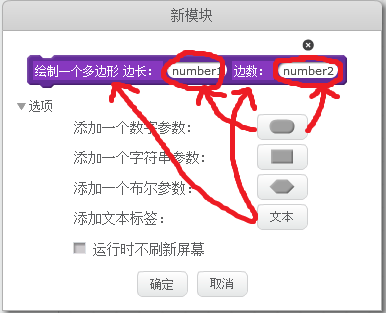 新模块
绘制一个多边形 边长： number1 边数： number2
选项
添加一个数字参数：
添加一个字符串参数：
添加一个布尔参数：
添加文本标签： 文本
运行时不刷新屏幕
确定 取消